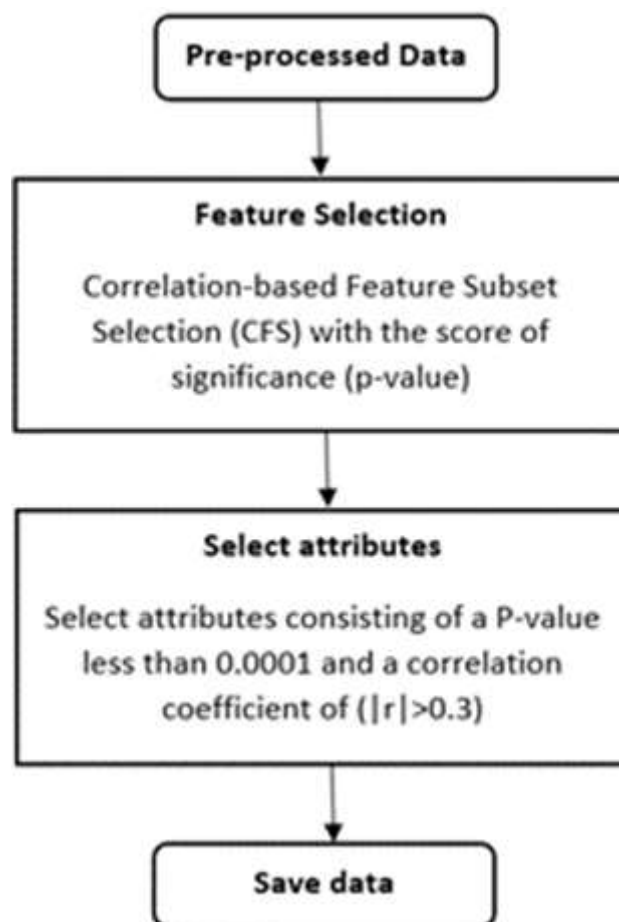 Pre-processed Data
Feature Selection
Correlation-based Feature Subset
Selection (CFS) with the score of
significance (p-value)
Select attributes
Select attributes consisting of a P-value
less than 0.0001 and a correlation
coefficient of (|r|>0.3)
Save data